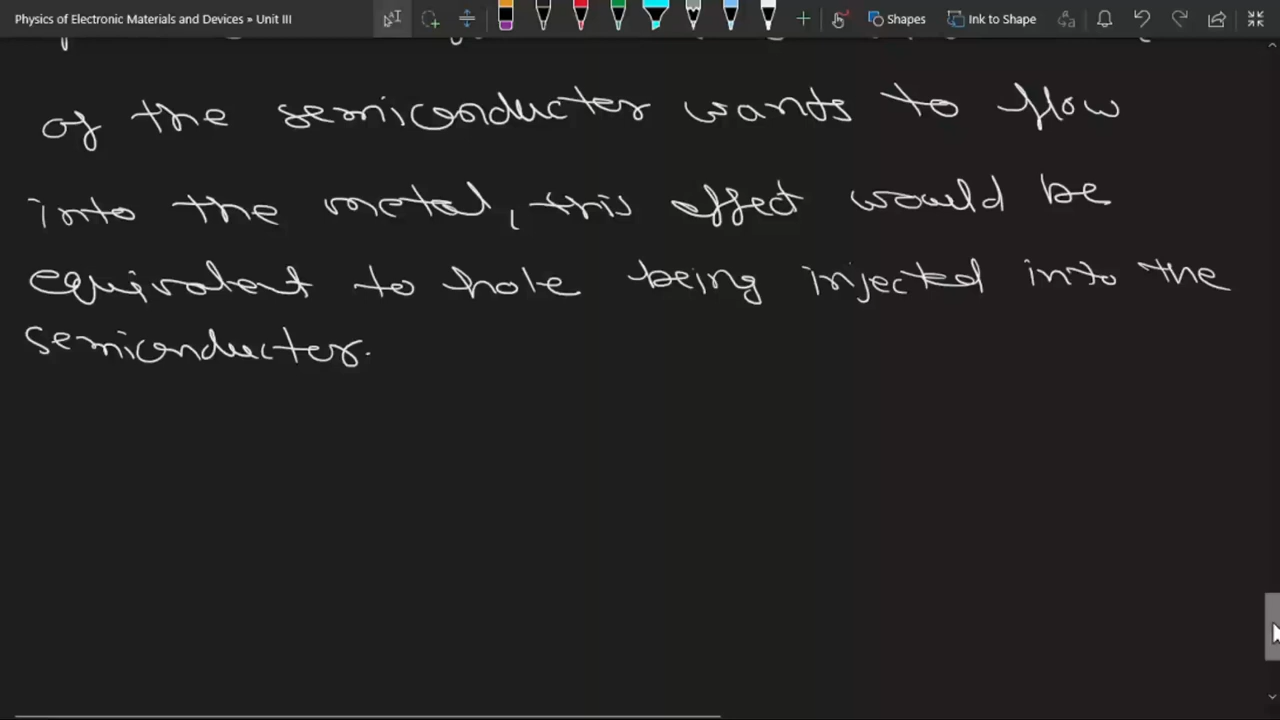 Physics of Electronic Materials and Devices » Unit III
Shapes
Ink to Shape
of the semiconductor wants to flow
into the metal, this effect would be
equivalent to hole being injected into the
semiconductor.